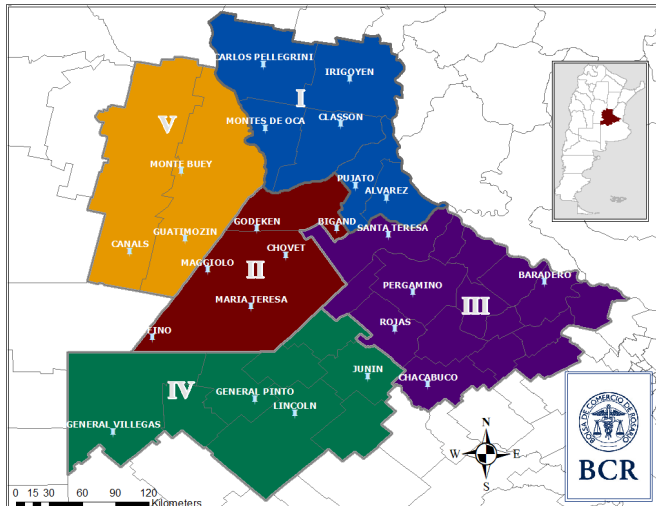 CARLOS PELLEGRINI
IRIGOYEN
I
MONTES DE OCA
CLASSON
V
MONTE BUEY
PUJATO
ALVAREZ
GODEKEN
BIGAND
SANTA TERESA
GUATIMOZIN
CANALS
CHOVET
MAGGIOLO
II
BARADERO
PERGAMINO
MARIA TERESA
III
ROJAS
FINO
JUNIN
CHACABUCO
IV
GENERAL PINTO
LINCOLN
GENERAL VILLEGAS
N
W
E
S
BOLSA DE COMERCIO DE ROSARIO
BCR
0 15 30 60 90 120
Kilometers